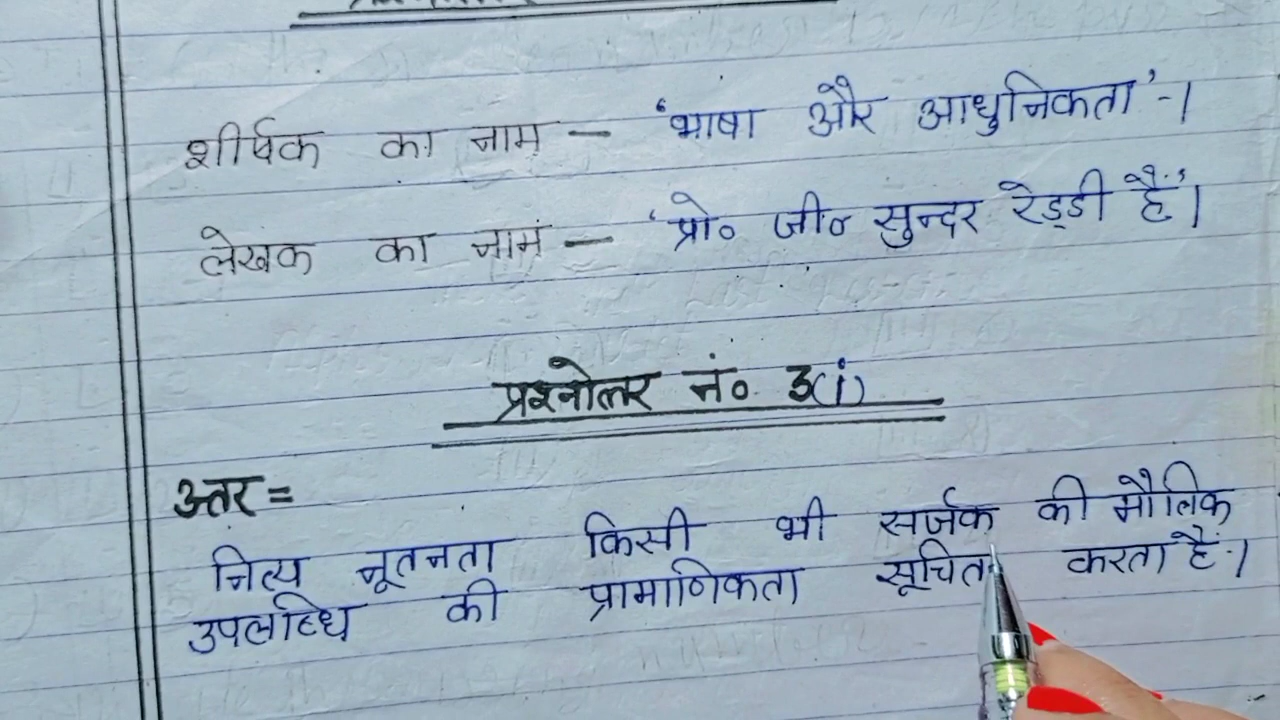 शीर्षक का नाम — 'भाषा और आधुनिकता' -।
लेखक का नाम — 'प्रो० जी० सुन्दर रेड्डी हैं'।
प्रश्नोत्तर नं० 3(i)
उत्तर =
नित्य नूतनता किसी भी सर्जक की मौलिक
उपलब्धि की प्रामाणिकता सूचित करता है।